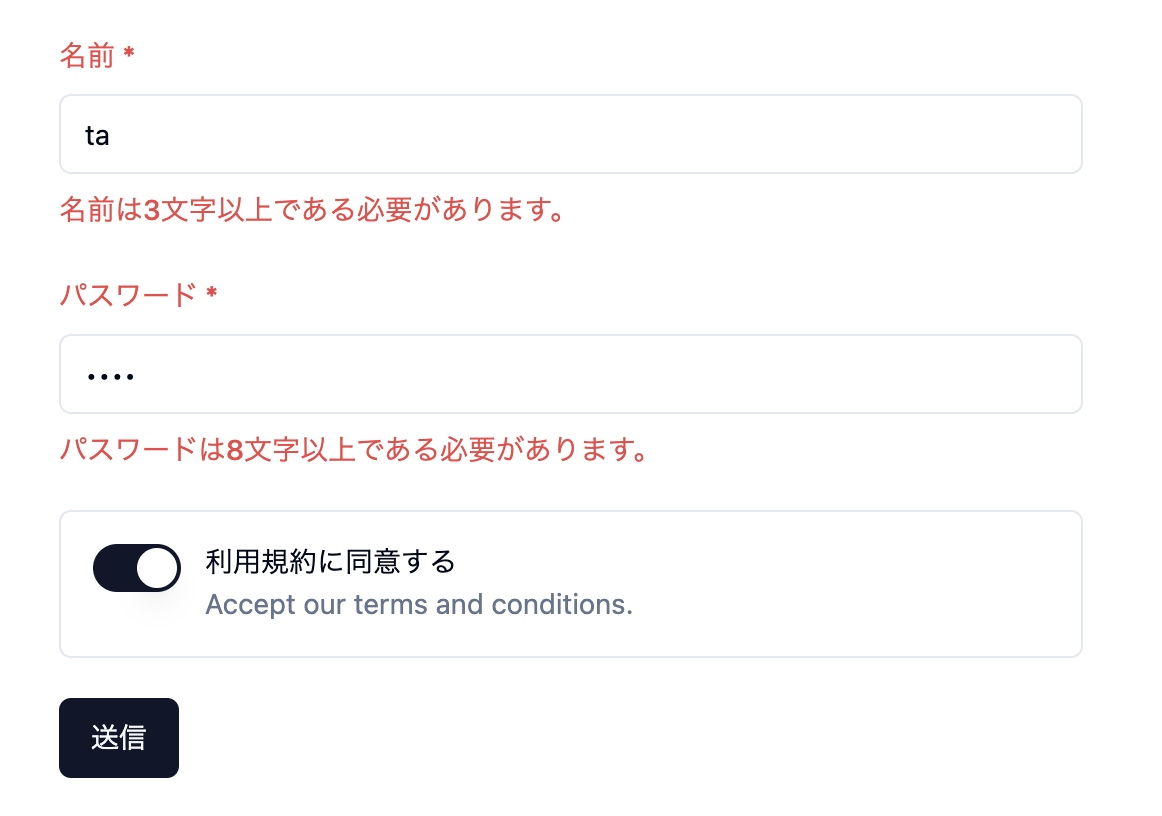 名前 *
ta
名前は3文字以上である必要があります。
パスワード *
••••
パスワードは8文字以上である必要があります。
利用規約に同意する
Accept our terms and conditions.
送信